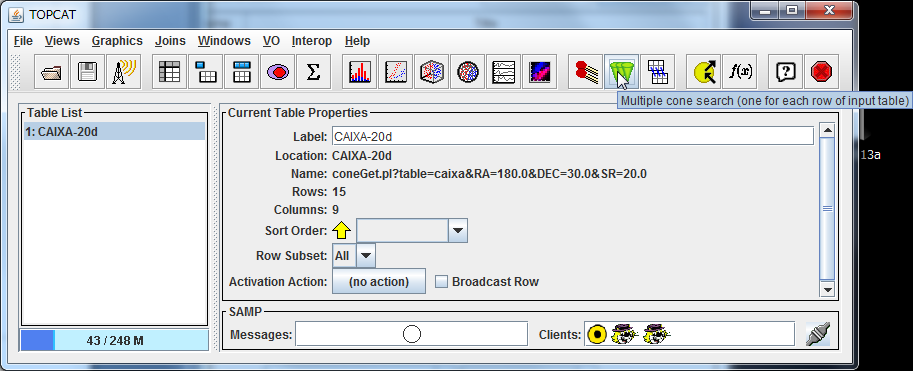 TOPCAT
File Views Graphics Joins Windows VO Interop Help
Σ
f(x)
?
Multiple cone search (one for each row of input table)
Table List
1: CAIXA-20d
43 / 248 M
Current Table Properties
Label: CAIXA-20d
Location: CAIXA-20d
Name: coneGet.pl?table=caixa&RA=180.0&DEC=30.0&SR=20.0
Rows: 15
Columns: 9
Sort Order:
Row Subset: All
Activation Action: (no action) Broadcast Row
SAMP
Messages: Clients:
13a